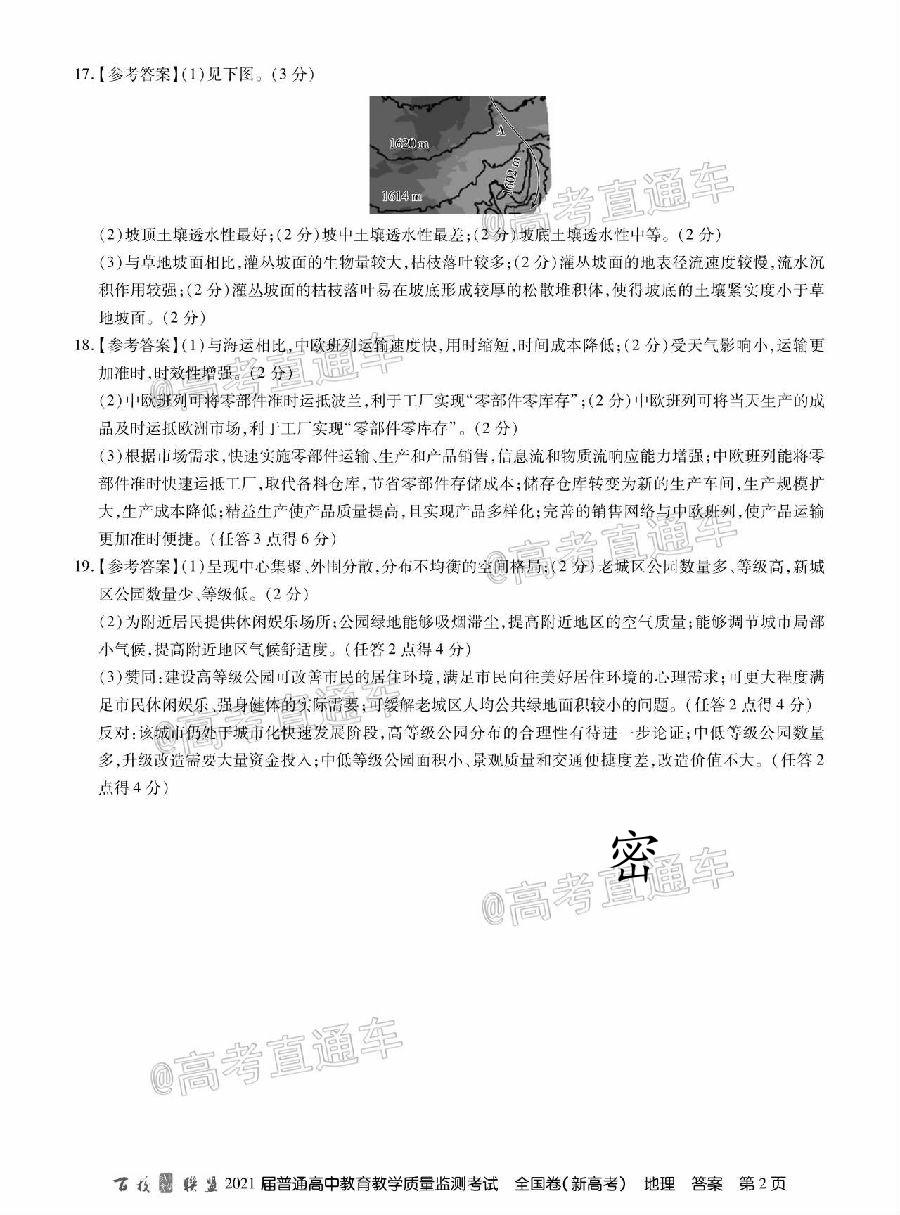 17.【参考答案】(1)见下图。(3分)
A
1620 m
1602 m
1614 m
@高考直通车
(2)坡顶土壤透水性最好;(2分)坡中土壤透水性最差;(2分)坡底土壤透水性中等。(2分)
(3)与草地坡面相比,灌丛坡面的生物量较大,枯枝落叶较多;(2分)灌丛坡面的地表径流速度较慢,流水沉
积作用较强;(2分)灌丛坡面的枯枝落叶易在坡底形成较厚的松散堆积体,使得坡底的土壤紧实度小于草
地坡面。(2分)
18.【参考答案】(1)与海运相比,中欧班列运输速度快,用时缩短,时间成本降低;(2分)受天气影响小,运输更
加准时,时效性增强。(2分)
@高考直通车
(2)中欧班列可将零部件准时运抵波兰,利于工厂实现“零部件零库存”;(2分)中欧班列可将当天生产的成
品及时运抵欧洲市场,利于工厂实现“零部件零库存”。(2分)
(3)根据市场需求,快速实施零部件运输、生产和产品销售,信息流和物质流响应能力增强;中欧班列能将零
部件准时快速运抵工厂,取代备料仓库,节省零部件存储成本;储存仓库转变为新的生产车间,生产规模扩
大,生产成本降低;精益生产使产品质量提高,且实现产品多样化;完善的销售网络与中欧班列,使产品运输
更加准时便捷。(任答3点得6分)
@高考直通车
19.【参考答案】(1)呈现中心集聚、外围分散,分布不均衡的空间格局;(2分)老城区公园数量多、等级高,新城
区公园数量少、等级低。(2分)
(2)为附近居民提供休闲娱乐场所;公园绿地能够吸烟滞尘,提高附近地区的空气质量;能够调节城市局部
小气候,提高附近地区气候舒适度。(任答2点得4分)
(3)赞同:建设高等级公园可改善市民的居住环境,满足市民向往美好居住环境的心理需求;可更大程度满
足市民休闲娱乐、强身健体的实际需要;可缓解老城区人均公共绿地面积较小的问题。(任答2点得4分)
@高考直通车
反对:该城市仍处于城市化快速发展阶段,高等级公园分布的合理性有待进一步论证;中低等级公园数量
多,升级改造需要大量资金投入;中低等级公园面积小、景观质量和交通便捷度差,改造价值不大。(任答2
点得4分)
密
@高考直通车
@高考直通车
百校联盟 2021届普通高中教育教学质量监测考试 全国卷(新高考) 地理 答案 第2页